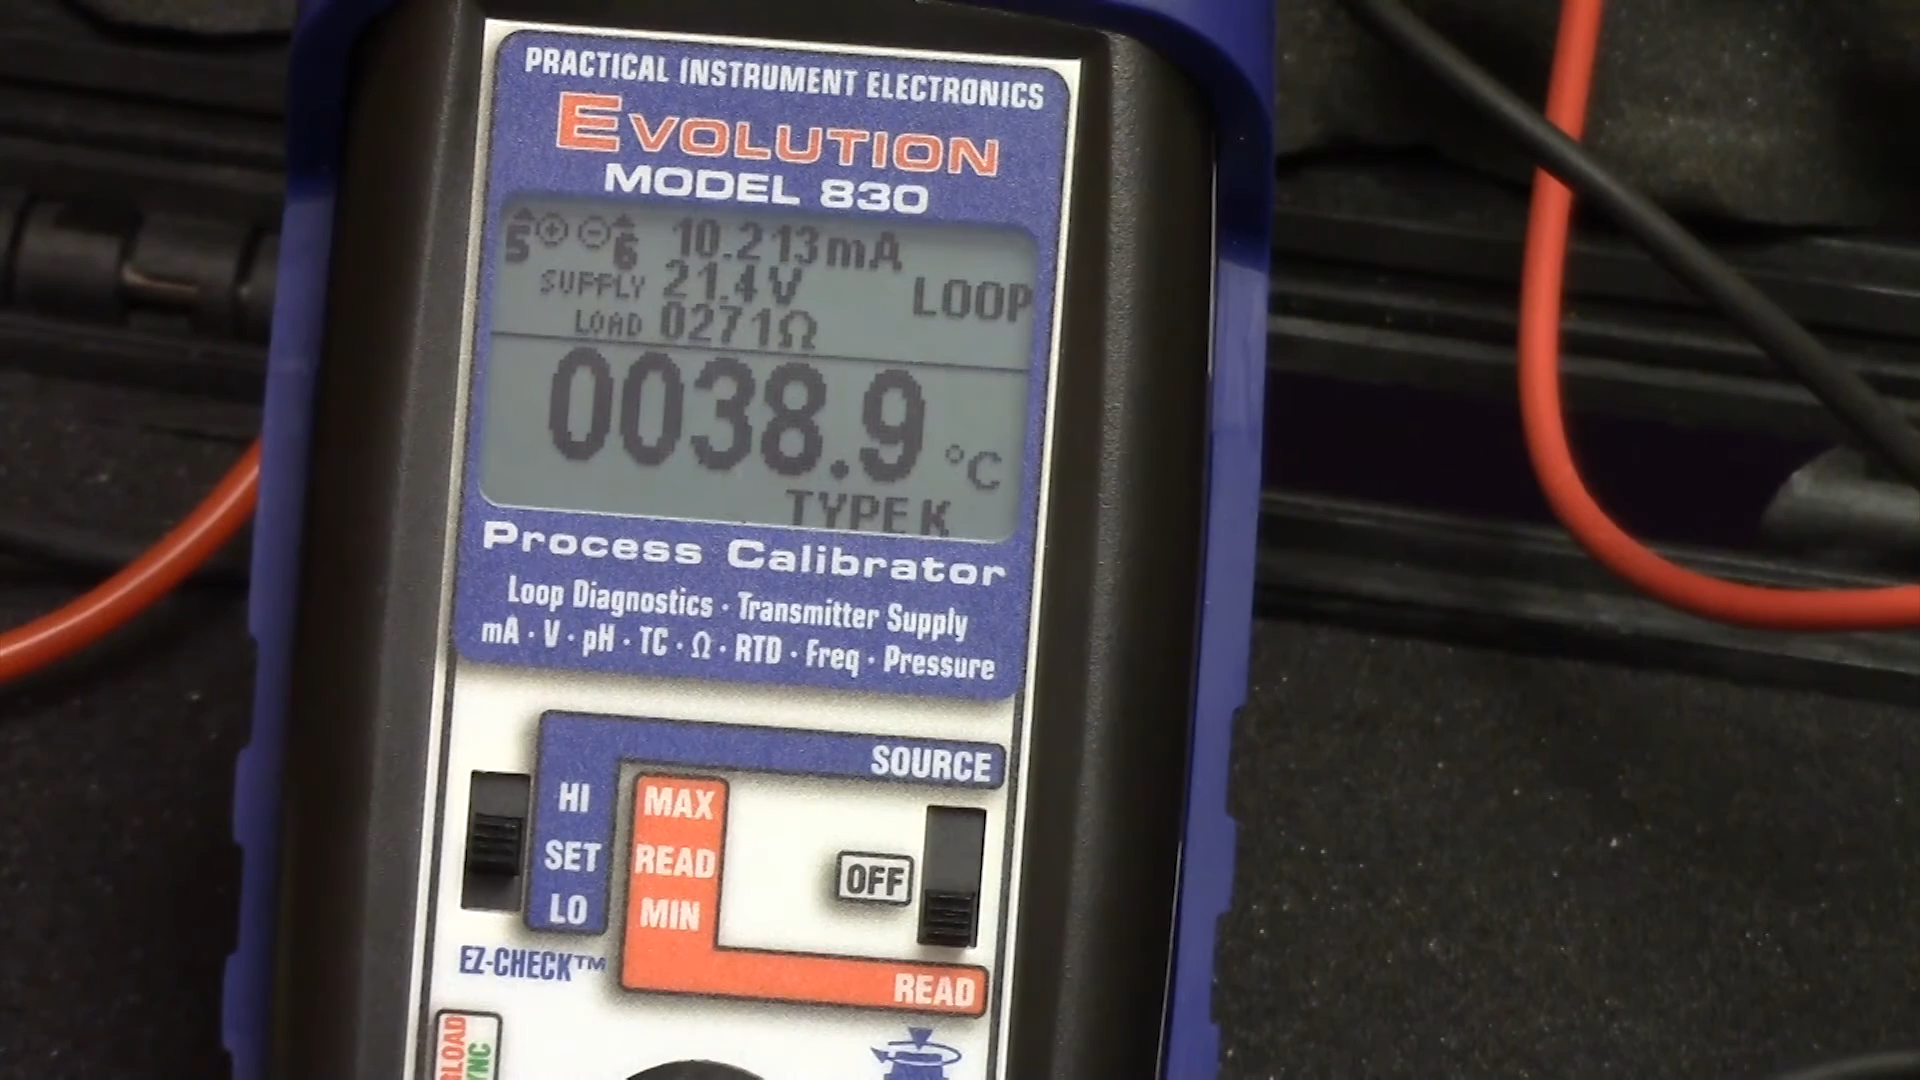 PRACTICAL INSTRUMENT ELECTRONICS
EVOLUTION
MODEL 830
5 6 10.213mA
SUPPLY 21.4V
LOOP
LOAD 0271Ω
0038.9 °C
TYPE K
Process Calibrator
Loop Diagnostics · Transmitter Supply
mA · V · pH · TC · Ω · RTD · Freq · Pressure
SOURCE
HI
SET
LO
MAX
READ
MIN
OFF
EZ-CHECK™
READ